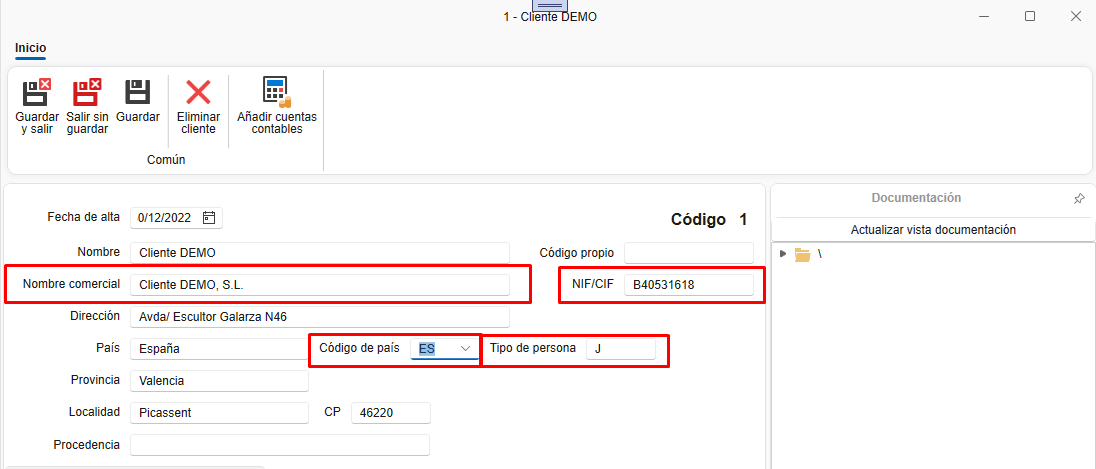 1 - Cliente DEMO
Inicio
Guardar y salir
Salir sin guardar
Guardar
Eliminar cliente
Añadir cuentas contables
Común
Fecha de alta 0/12/2022
Código 1
Nombre Cliente DEMO
Código propio
Nombre comercial Cliente DEMO, S.L.
NIF/CIF B40531618
Dirección Avda/ Escultor Galarza N46
País España
Código de país ES
Tipo de persona J
Provincia Valencia
Localidad Picassent
CP 46220
Procedencia
Documentación
Actualizar vista documentación
\